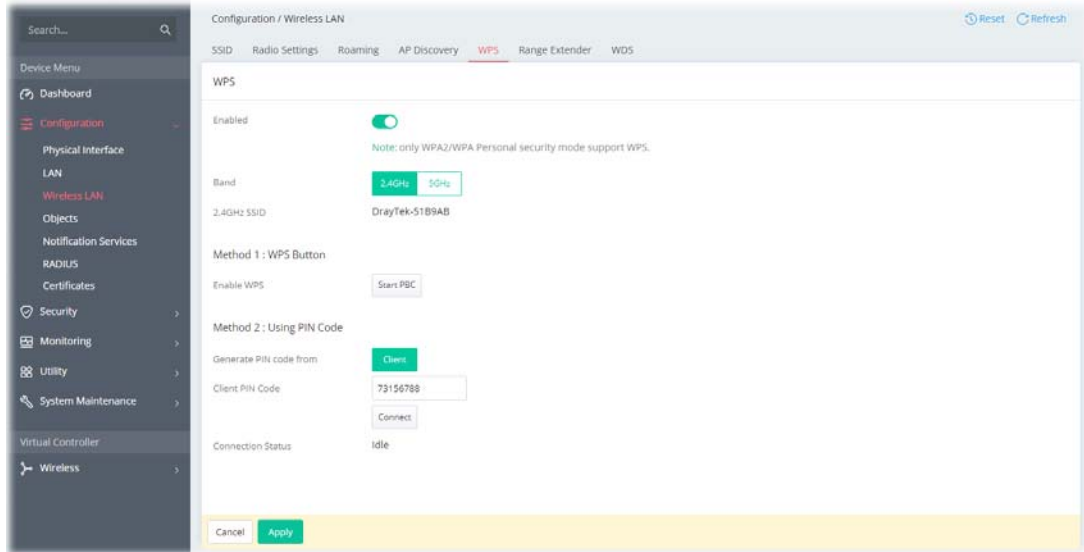 Search...
Device Menu
Dashboard
Configuration
Physical Interface
LAN
Wireless LAN
Objects
Notification Services
RADIUS
Certificates
Security
Monitoring
Utility
System Maintenance
Virtual Controller
Wireless
Configuration / Wireless LAN
Reset Refresh
SSID Radio Settings Roaming AP Discovery WPS Range Extender WDS
WPS
Enabled
Note: only WPA2/WPA Personal security mode support WPS.
Band 2.4GHz 5GHz
2.4GHz SSID DrayTek-51B9AB
Method 1 : WPS Button
Enable WPS Start PBC
Method 2 : Using PIN Code
Generate PIN code from Client
Client PIN Code 73156788
Connect
Connection Status Idle
Cancel Apply